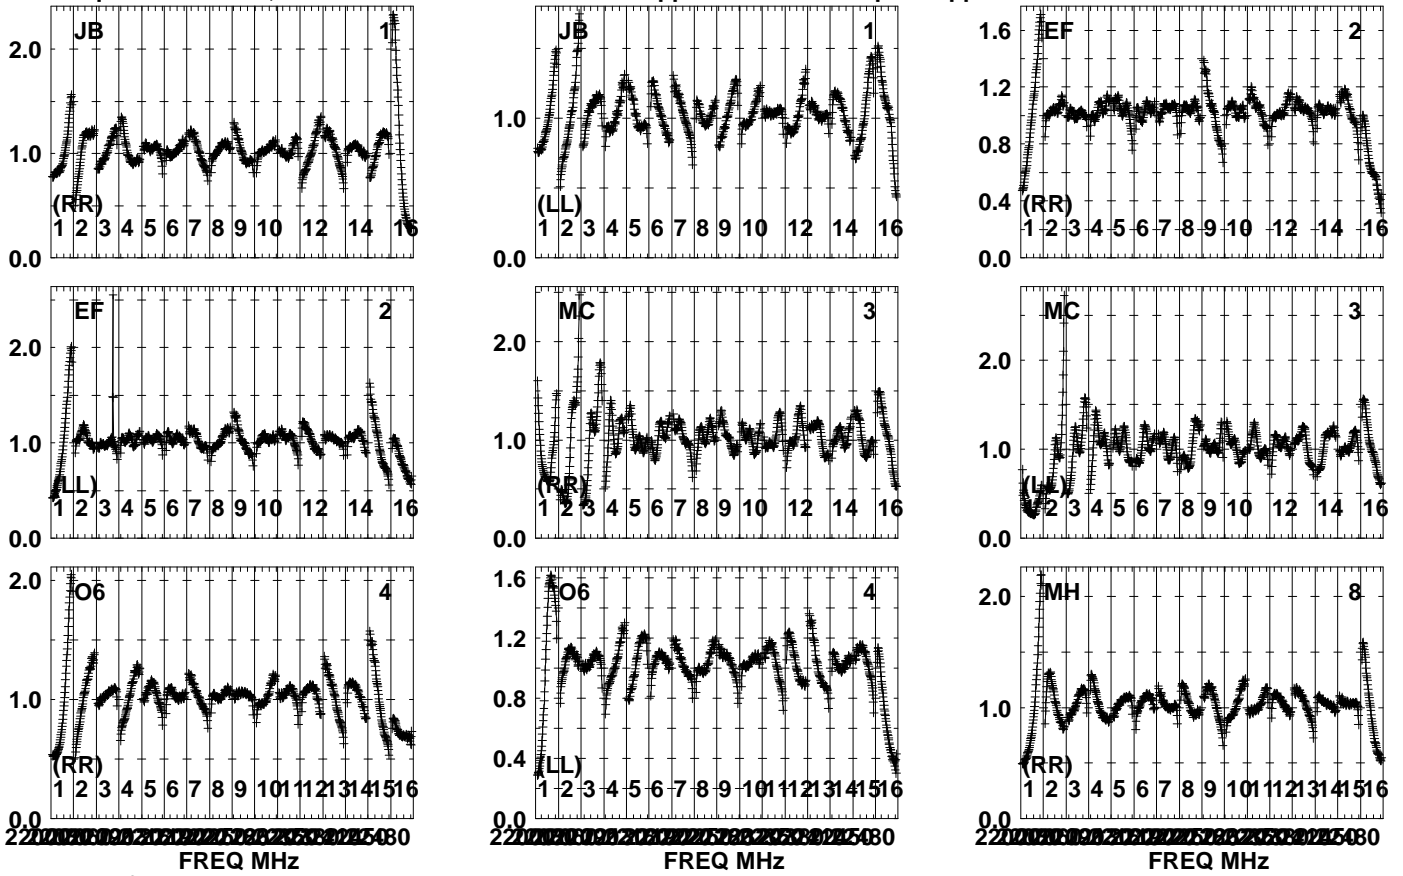 JB 1
2.0
1.0
(RR)
1 2 3 4 5 6 7 8 9 10 12 14 16
0.0
JB 1
1.0
(LL)
1 2 3 4 5 6 7 8 9 10 12 14 16
0.0
EF 2
1.6
1.2
0.8
0.4
(RR)
1 2 3 4 5 6 7 8 9 10 12 14 16
0.0
EF 2
2.0
1.0
(LL)
1 2 3 4 5 6 7 8 9 10 12 14 16
0.0
MC 3
2.0
1.0
(RR)
1 2 3 4 5 6 7 8 9 10 12 14 16
0.0
MC 3
2.0
1.0
(LL)
1 2 3 4 5 6 7 8 9 10 12 14 16
0.0
O6 4
2.0
1.0
(RR)
1 2 3 4 5 6 7 8 9 10 11 12 13 14 15 16
0.0
FREQ MHz
O6 4
1.6
1.2
0.8
0.4
(LL)
1 2 3 4 5 6 7 8 9 10 11 12 13 14 15 16
0.0
FREQ MHz
MH 8
2.0
1.0
(RR)
1 2 3 4 5 6 7 8 9 10 11 12 13 14 15 16
0.0
FREQ MHz